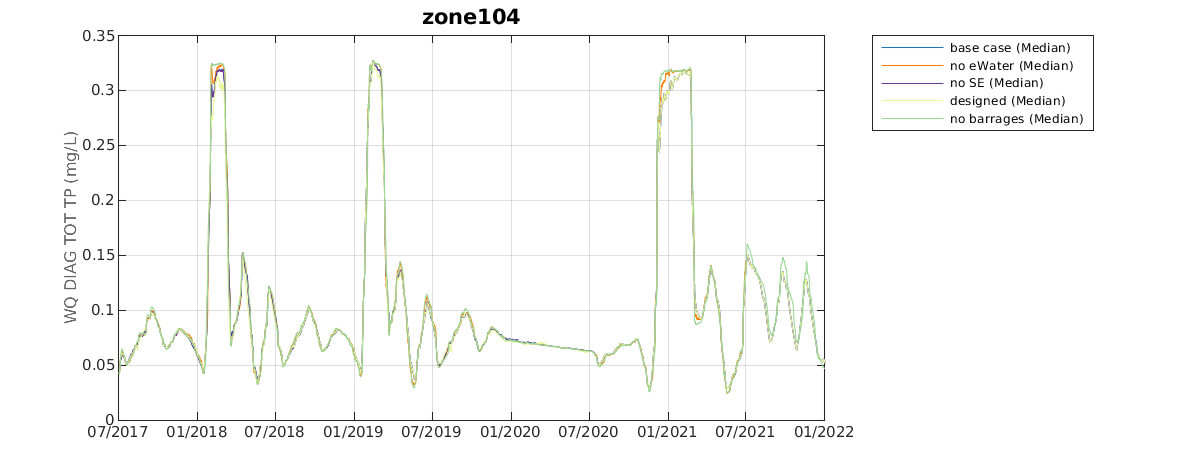 zone104
WQ DIAG TOT TP (mg/L)
0.35
0.3
0.25
0.2
0.15
0.1
0.05
0
07/2017 01/2018 07/2018 01/2019 07/2019 01/2020 07/2020 01/2021 07/2021 01/2022
base case (Median)
no eWater (Median)
no SE (Median)
designed (Median)
no barrages (Median)